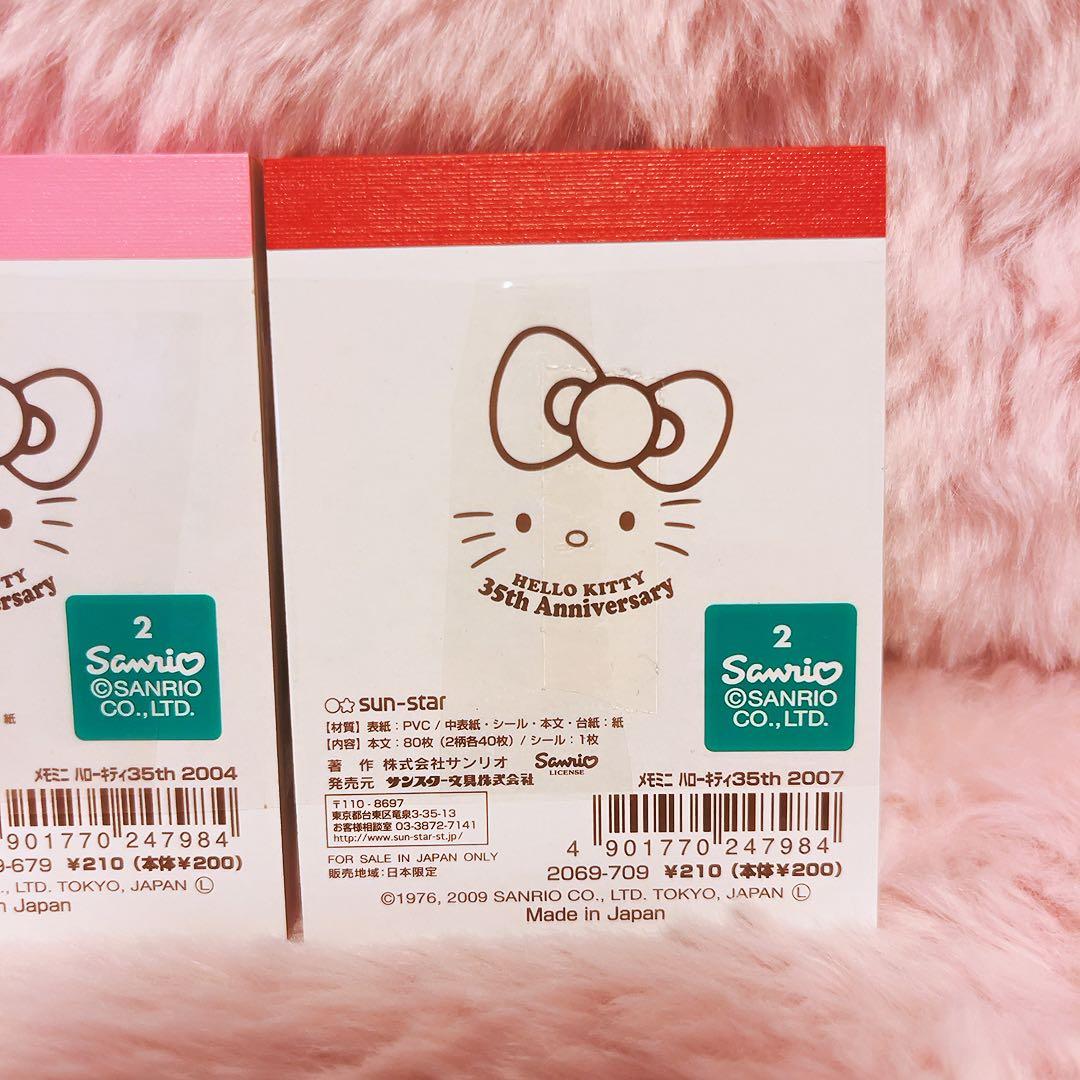 TY
ersary
2
Sanrio
©SANRIO
CO.,LTD.
紙
メモミニ ハローキティ35th 2004
901770 247984
9-679 ¥210 (本体¥200)
., LTD. TOKYO, JAPAN Ⓛ
n Japan
HELLO KITTY
35th Anniversary
2
Sanrio
©SANRIO
CO.,LTD.
sun-star
【材質】表紙:PVC / 中表紙・シール・本文・台紙:紙
【内容】本文:80枚(2柄各40枚) / シール:1枚
著 作 株式会社サンリオ Sanrio LICENSE
発売元 サンスター文具株式会社
〒110-8697
東京都台東区竜泉3-35-13
お客様相談室 03-3872-7141
http://www.sun-star-st.jp/
FOR SALE IN JAPAN ONLY
販売地域:日本限定
メモミニ ハローキティ35th 2007
4 901770 247984
2069-709 ¥210 (本体¥200)
©1976, 2009 SANRIO CO., LTD. TOKYO, JAPAN Ⓛ
Made in Japan